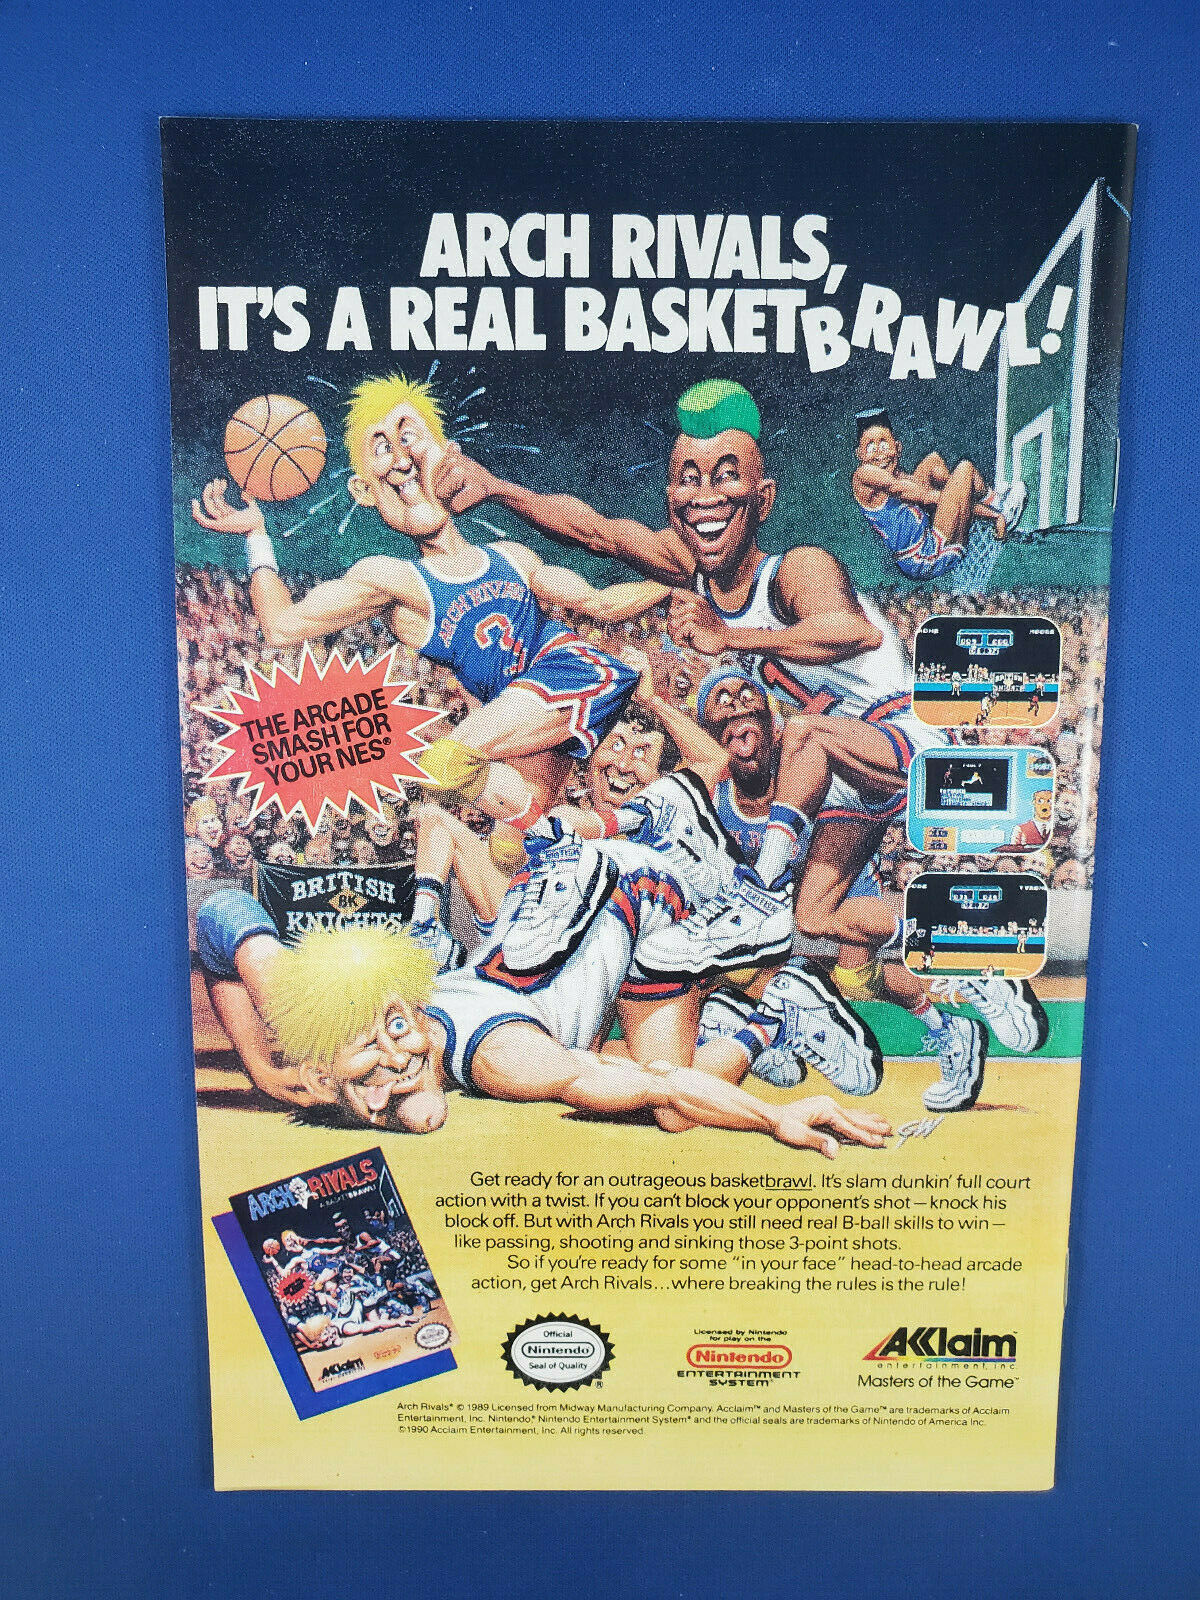 ARCH RIVALS,
IT'S A REAL BASKETBRAWL!
ARCH RIVALS
THE ARCADE
SMASH FOR
YOUR NES®
BRITISH
BK
KNIGHTS
GW
ARCH RIVALS
A BASKETBRAWL!
AKKlaim
Get ready for an outrageous basketbrawl. It's slam dunkin' full court
action with a twist. If you can't block your opponent's shot—knock his
block off. But with Arch Rivals you still need real B-ball skills to win—
like passing, shooting and sinking those 3-point shots.
So if you're ready for some "in your face" head-to-head arcade
action, get Arch Rivals...where breaking the rules is the rule!
Official
Nintendo
Seal of Quality
®
Licensed by Nintendo
for play on the
Nintendo
ENTERTAINMENT
SYSTEM®
AKKlaim™
entertainment, inc.
Masters of the Game™
Arch Rivals® © 1989 Licensed from Midway Manufacturing Company. Acclaim™ and Masters of the Game™ are trademarks of Acclaim
Entertainment, Inc. Nintendo,® Nintendo Entertainment System® and the official seals are trademarks of Nintendo of America Inc.
©1990 Acclaim Entertainment, Inc. All rights reserved.